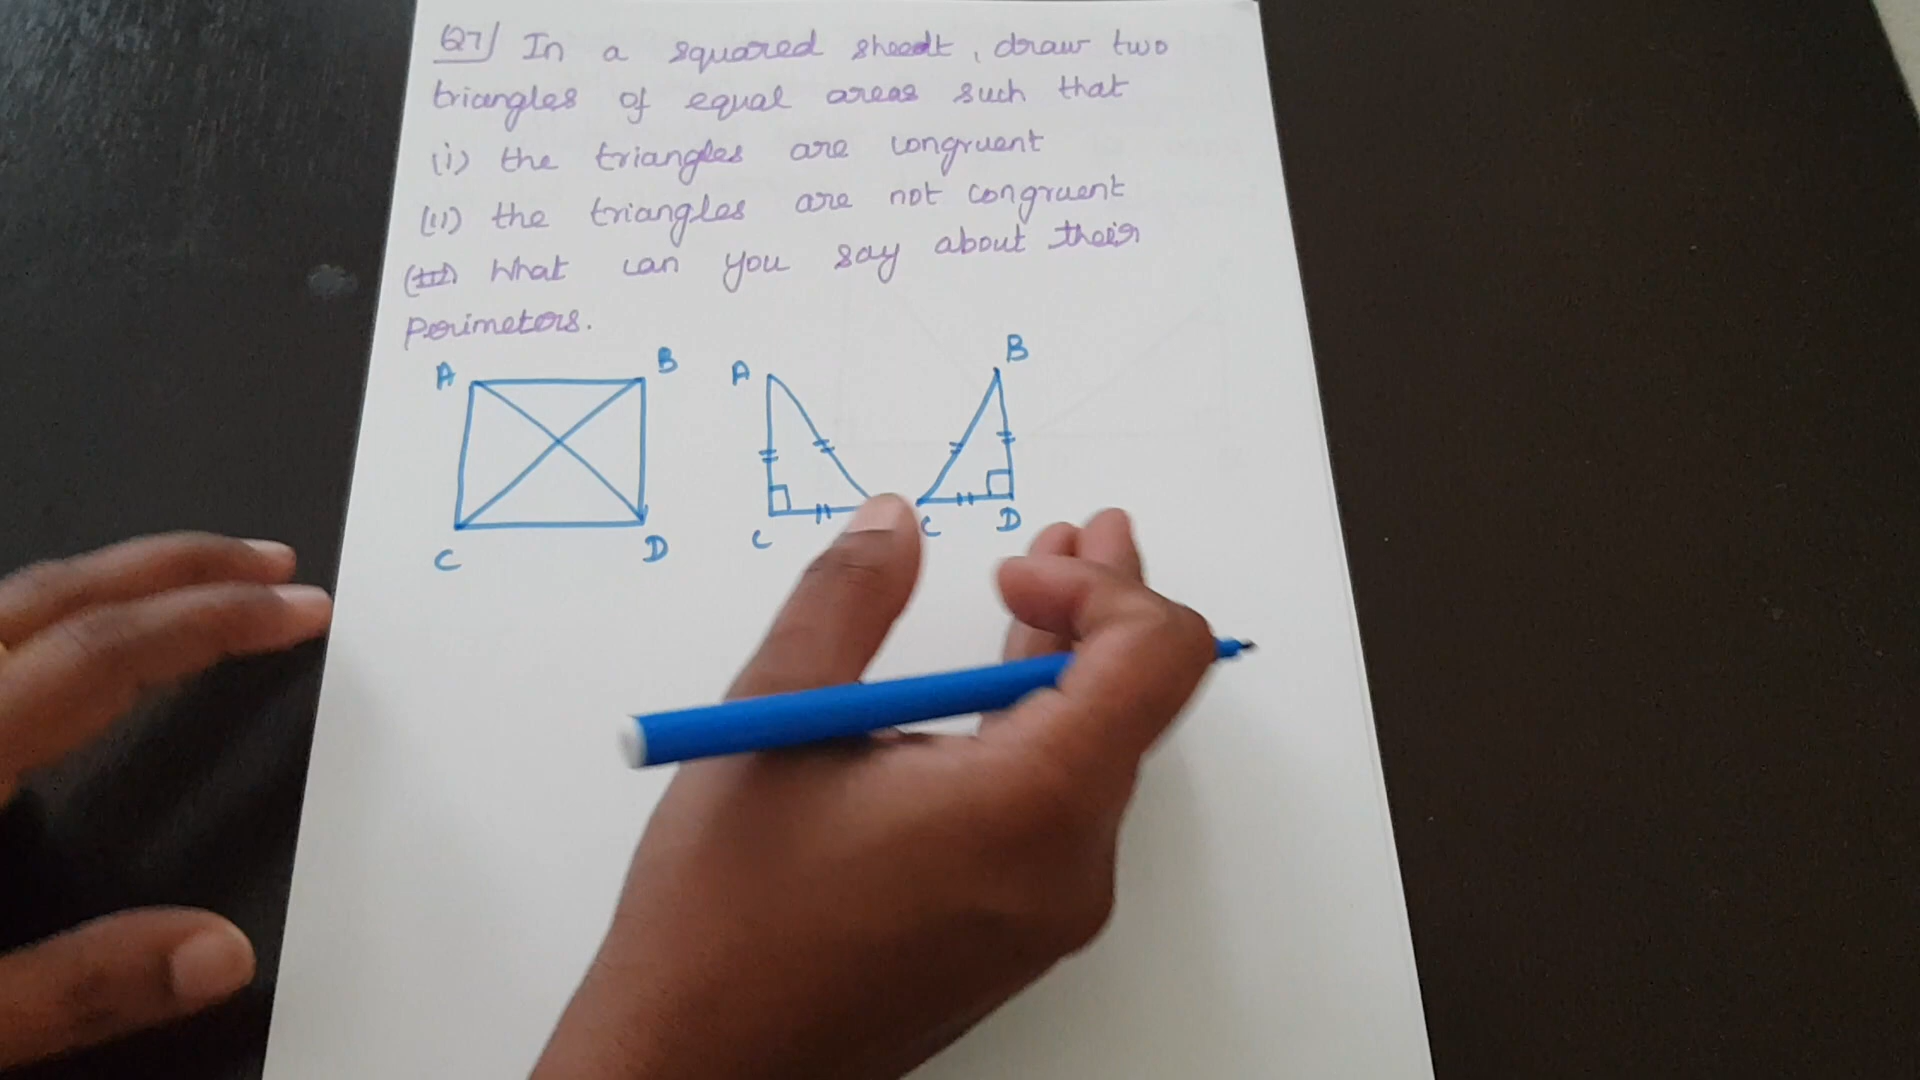 Q7) In a squared sheet, draw two
triangles of equal areas such that
(i) the triangles are congruent
(ii) the triangles are not congruent
(iii) What can you say about their
Perimeters.
A B A B
C D C C D